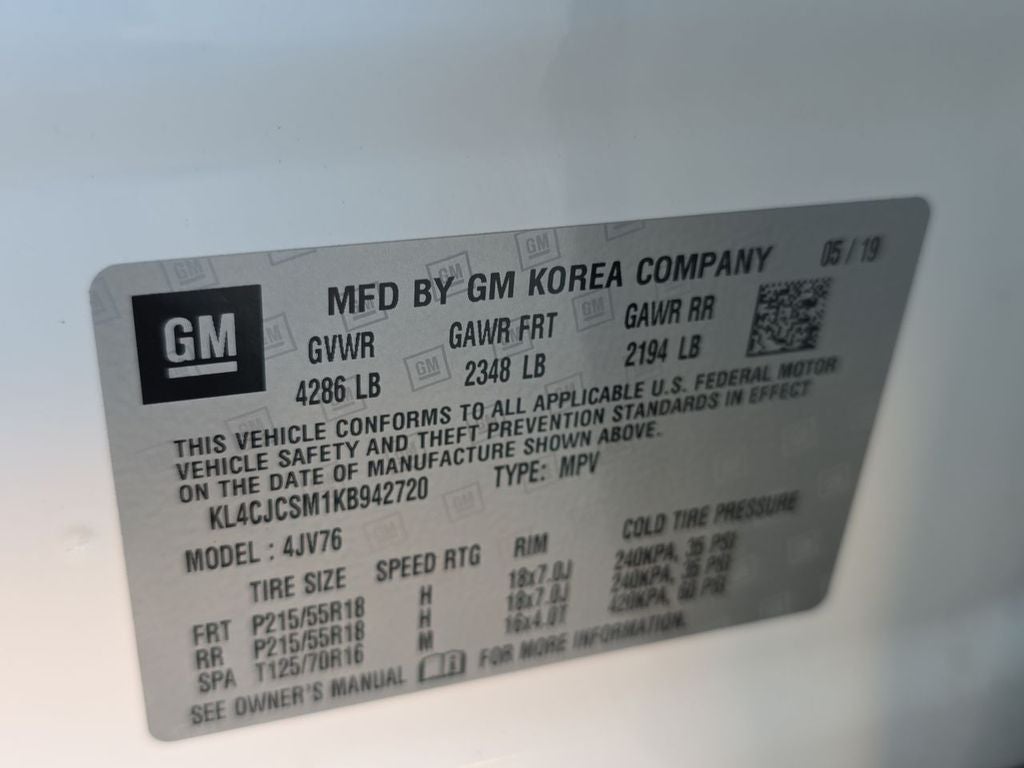 GM
MFD BY GM KOREA COMPANY 05 / 19
GVWR GAWR FRT GAWR RR
4286 LB 2348 LB 2194 LB
THIS VEHICLE CONFORMS TO ALL APPLICABLE U.S. FEDERAL MOTOR
VEHICLE SAFETY AND THEFT PREVENTION STANDARDS IN EFFECT
ON THE DATE OF MANUFACTURE SHOWN ABOVE.
KL4CJCSM1KB942720 TYPE: MPV
MODEL : 4JV76
TIRE SIZE SPEED RTG RIM COLD TIRE PRESSURE
FRT P215/55R18 H 18x7.0J 240KPA, 35 PSI
RR P215/55R18 H 18x7.0J 240KPA, 35 PSI
SPA T125/70R16 M 16x4.0T 420KPA, 60 PSI
SEE OWNER'S MANUAL FOR MORE INFORMATION.